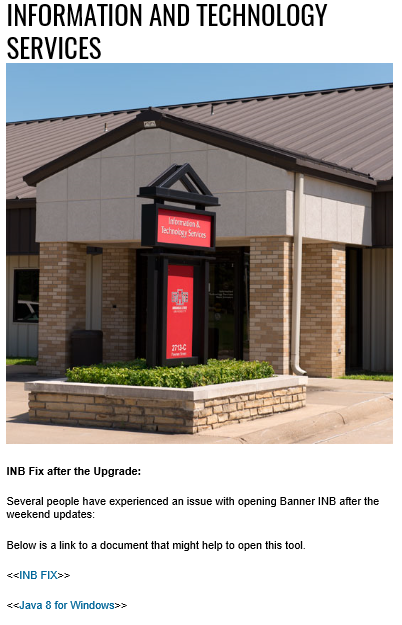 INFORMATION AND TECHNOLOGY
SERVICES
Information &
Technology Services
2713-C
INB Fix after the Upgrade:
Several people have experienced an issue with opening Banner INB after the
weekend updates:
Below is a link to a document that might help to open this tool.
<<INB FIX>>
<<Java 8 for Windows>>